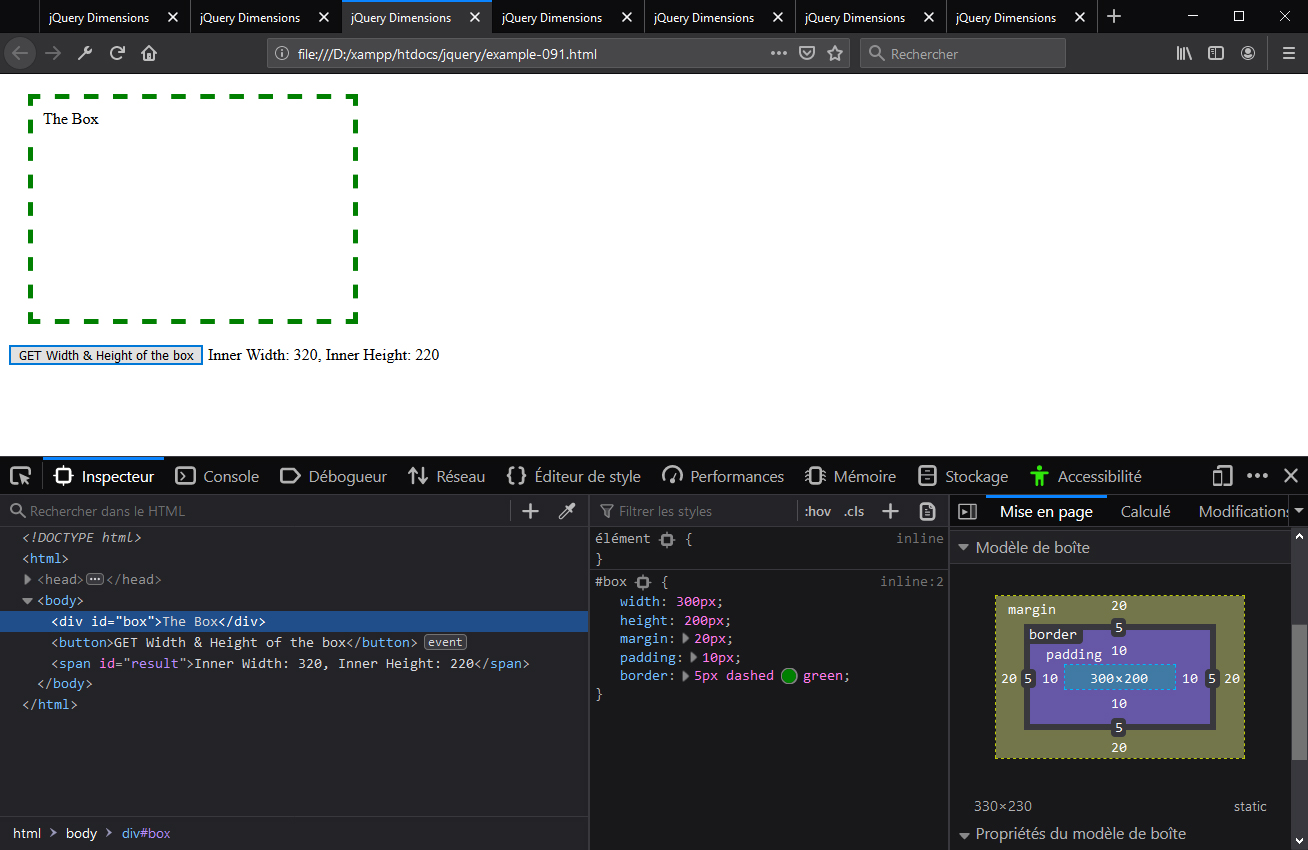 jQuery Dimensions jQuery Dimensions jQuery Dimensions jQuery Dimensions jQuery Dimensions jQuery Dimensions jQuery Dimensions
file:///D:/xampp/htdocs/jquery/example-091.html Rechercher
The Box
GET Width & Height of the box Inner Width: 320, Inner Height: 220
Inspecteur Console Débogueur Réseau {} Éditeur de style Performances Mémoire Stockage Accessibilité
Rechercher dans le HTML
<!DOCTYPE html>
<html>
<head></head>
<body>
<div id="box">The Box</div>
<button>GET Width & Height of the box</button> event
<span id="result">Inner Width: 320, Inner Height: 220</span>
</body>
</html>
html > body > div#box
Filtrer les styles :hov .cls
élément { inline
}
#box { inline:2
width: 300px;
height: 200px;
margin: 20px;
padding: 10px;
border: 5px dashed green;
}
Mise en page Calculé Modifications
Modèle de boîte
margin 20
border 5
padding 10
20 5 10 300×200 10 5 20
10
5
20
330×230 static
Propriétés du modèle de boîte